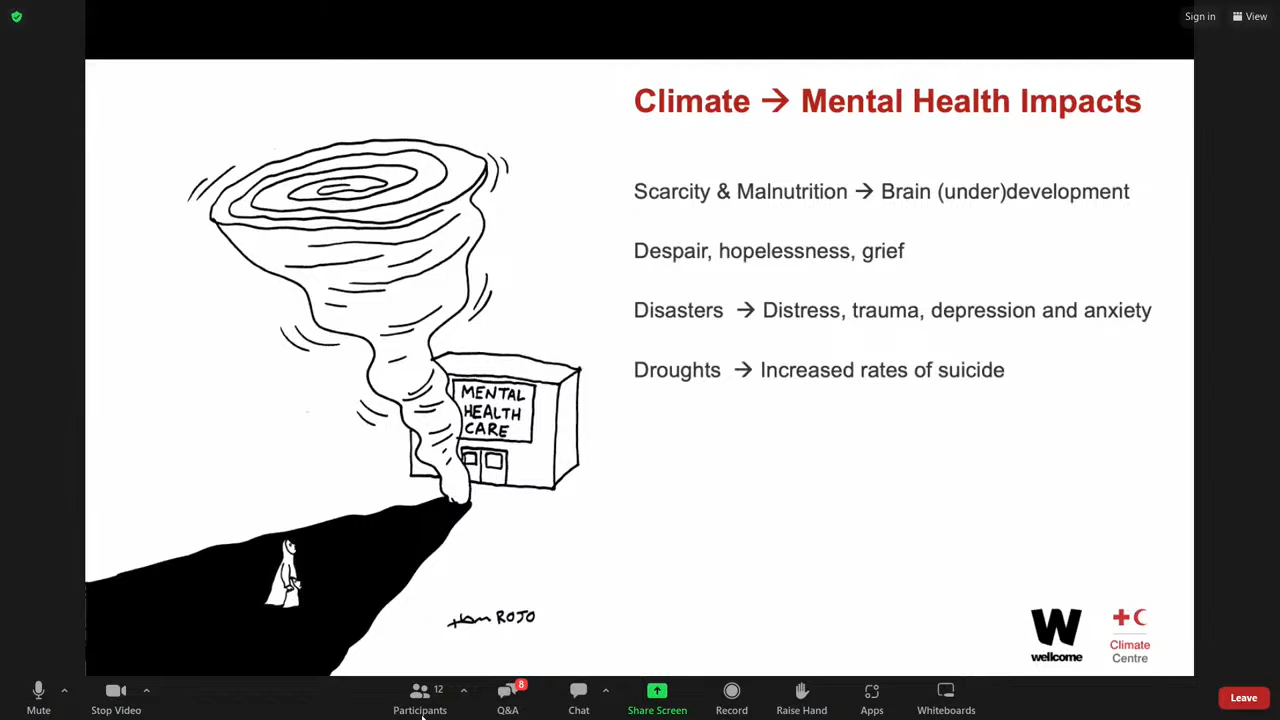 Sign in
View
Climate → Mental Health Impacts
Scarcity & Malnutrition → Brain (under)development
Despair, hopelessness, grief
Disasters → Distress, trauma, depression and anxiety
Droughts → Increased rates of suicide
MENTAL
HEALTH
CARE
ROJO
W
wellcome
Climate
Centre
12
8
Mute
Stop Video
Participants
Q&A
Chat
Share Screen
Record
Raise Hand
Apps
Whiteboards
Leave